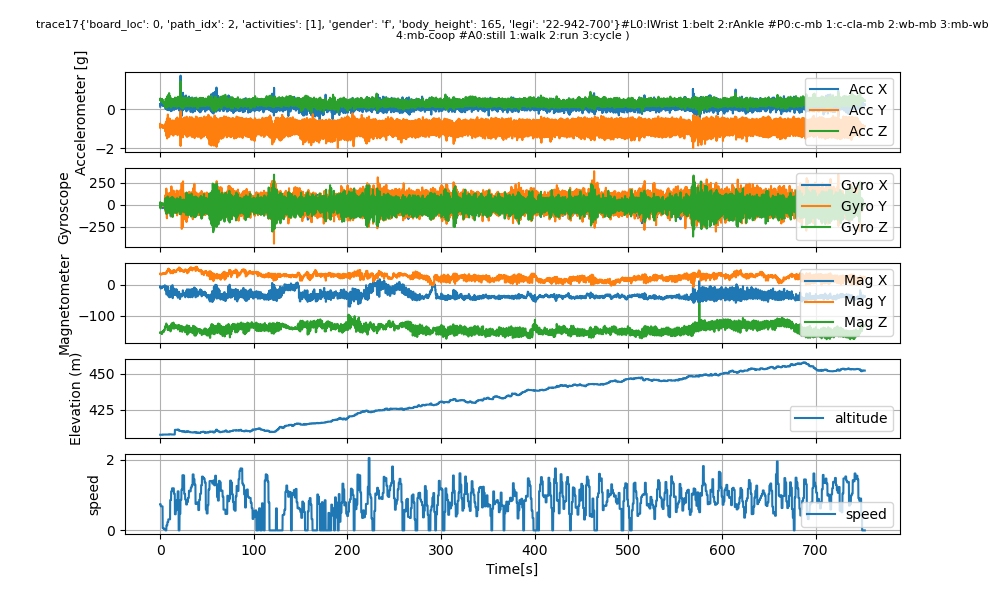 trace17{'board_loc': 0, 'path_idx': 2, 'activities': [1], 'gender': 'f', 'body_height': 165, 'legi': '22-942-700'}#L0:lWrist 1:belt 2:rAnkle #P0:c-mb 1:c-cla-mb 2:wb-mb 3:mb-wb
4:mb-coop #A0:still 1:walk 2:run 3:cycle )
Accelerometer [g]
0
−2
Acc X
Acc Y
Acc Z
Gyroscope
250
0
−250
Gyro X
Gyro Y
Gyro Z
Magnetometer
0
−100
Mag X
Mag Y
Mag Z
Elevation (m)
450
425
altitude
speed
2
1
0
speed
0 100 200 300 400 500 600 700
Time[s]